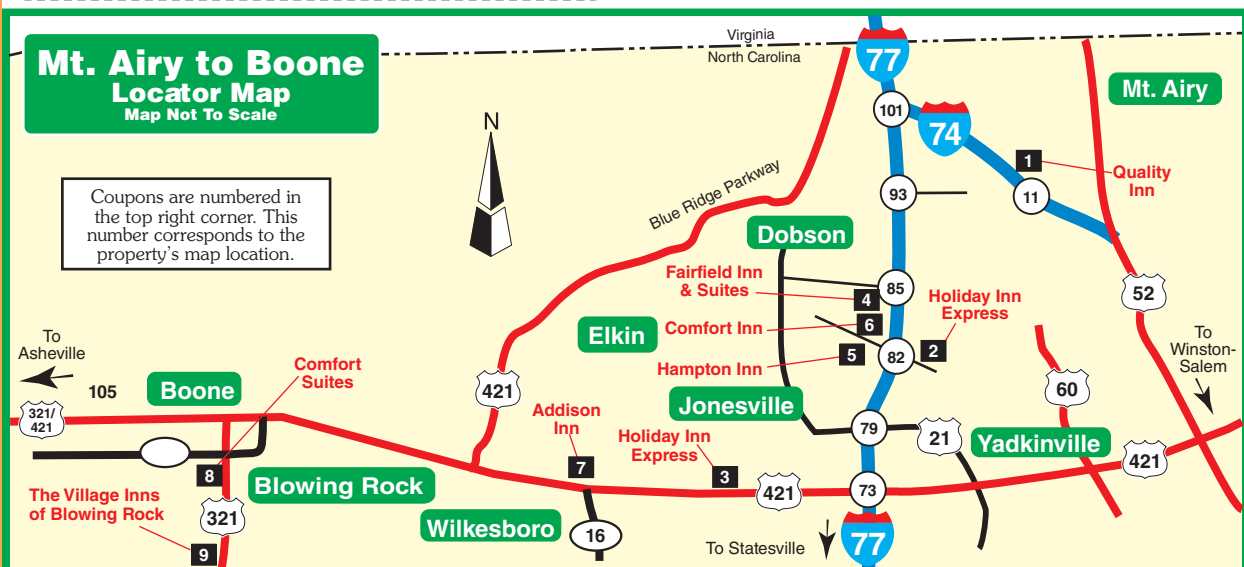 Virginia
North Carolina
Mt. Airy to Boone
Locator Map
Map Not To Scale
77
Mt. Airy
101
74
N
1
Quality
Inn
Coupons are numbered in
the top right corner. This
number corresponds to the
property's map location.
Blue Ridge Parkway
93
11
Dobson
Fairfield Inn
& Suites
4
85
52
Holiday Inn
Express
Elkin
Comfort Inn
6
2
82
5
Hampton Inn
To
Winston-
Salem
To
Asheville
105
Boone
Comfort
Suites
421
60
321/
421
Addison
Inn
Jonesville
79
21
Yadkinville
Holiday Inn
Express
7
3
421
73
421
8
Blowing Rock
The Village Inns
of Blowing Rock
321
9
Wilkesboro
16
To Statesville
77